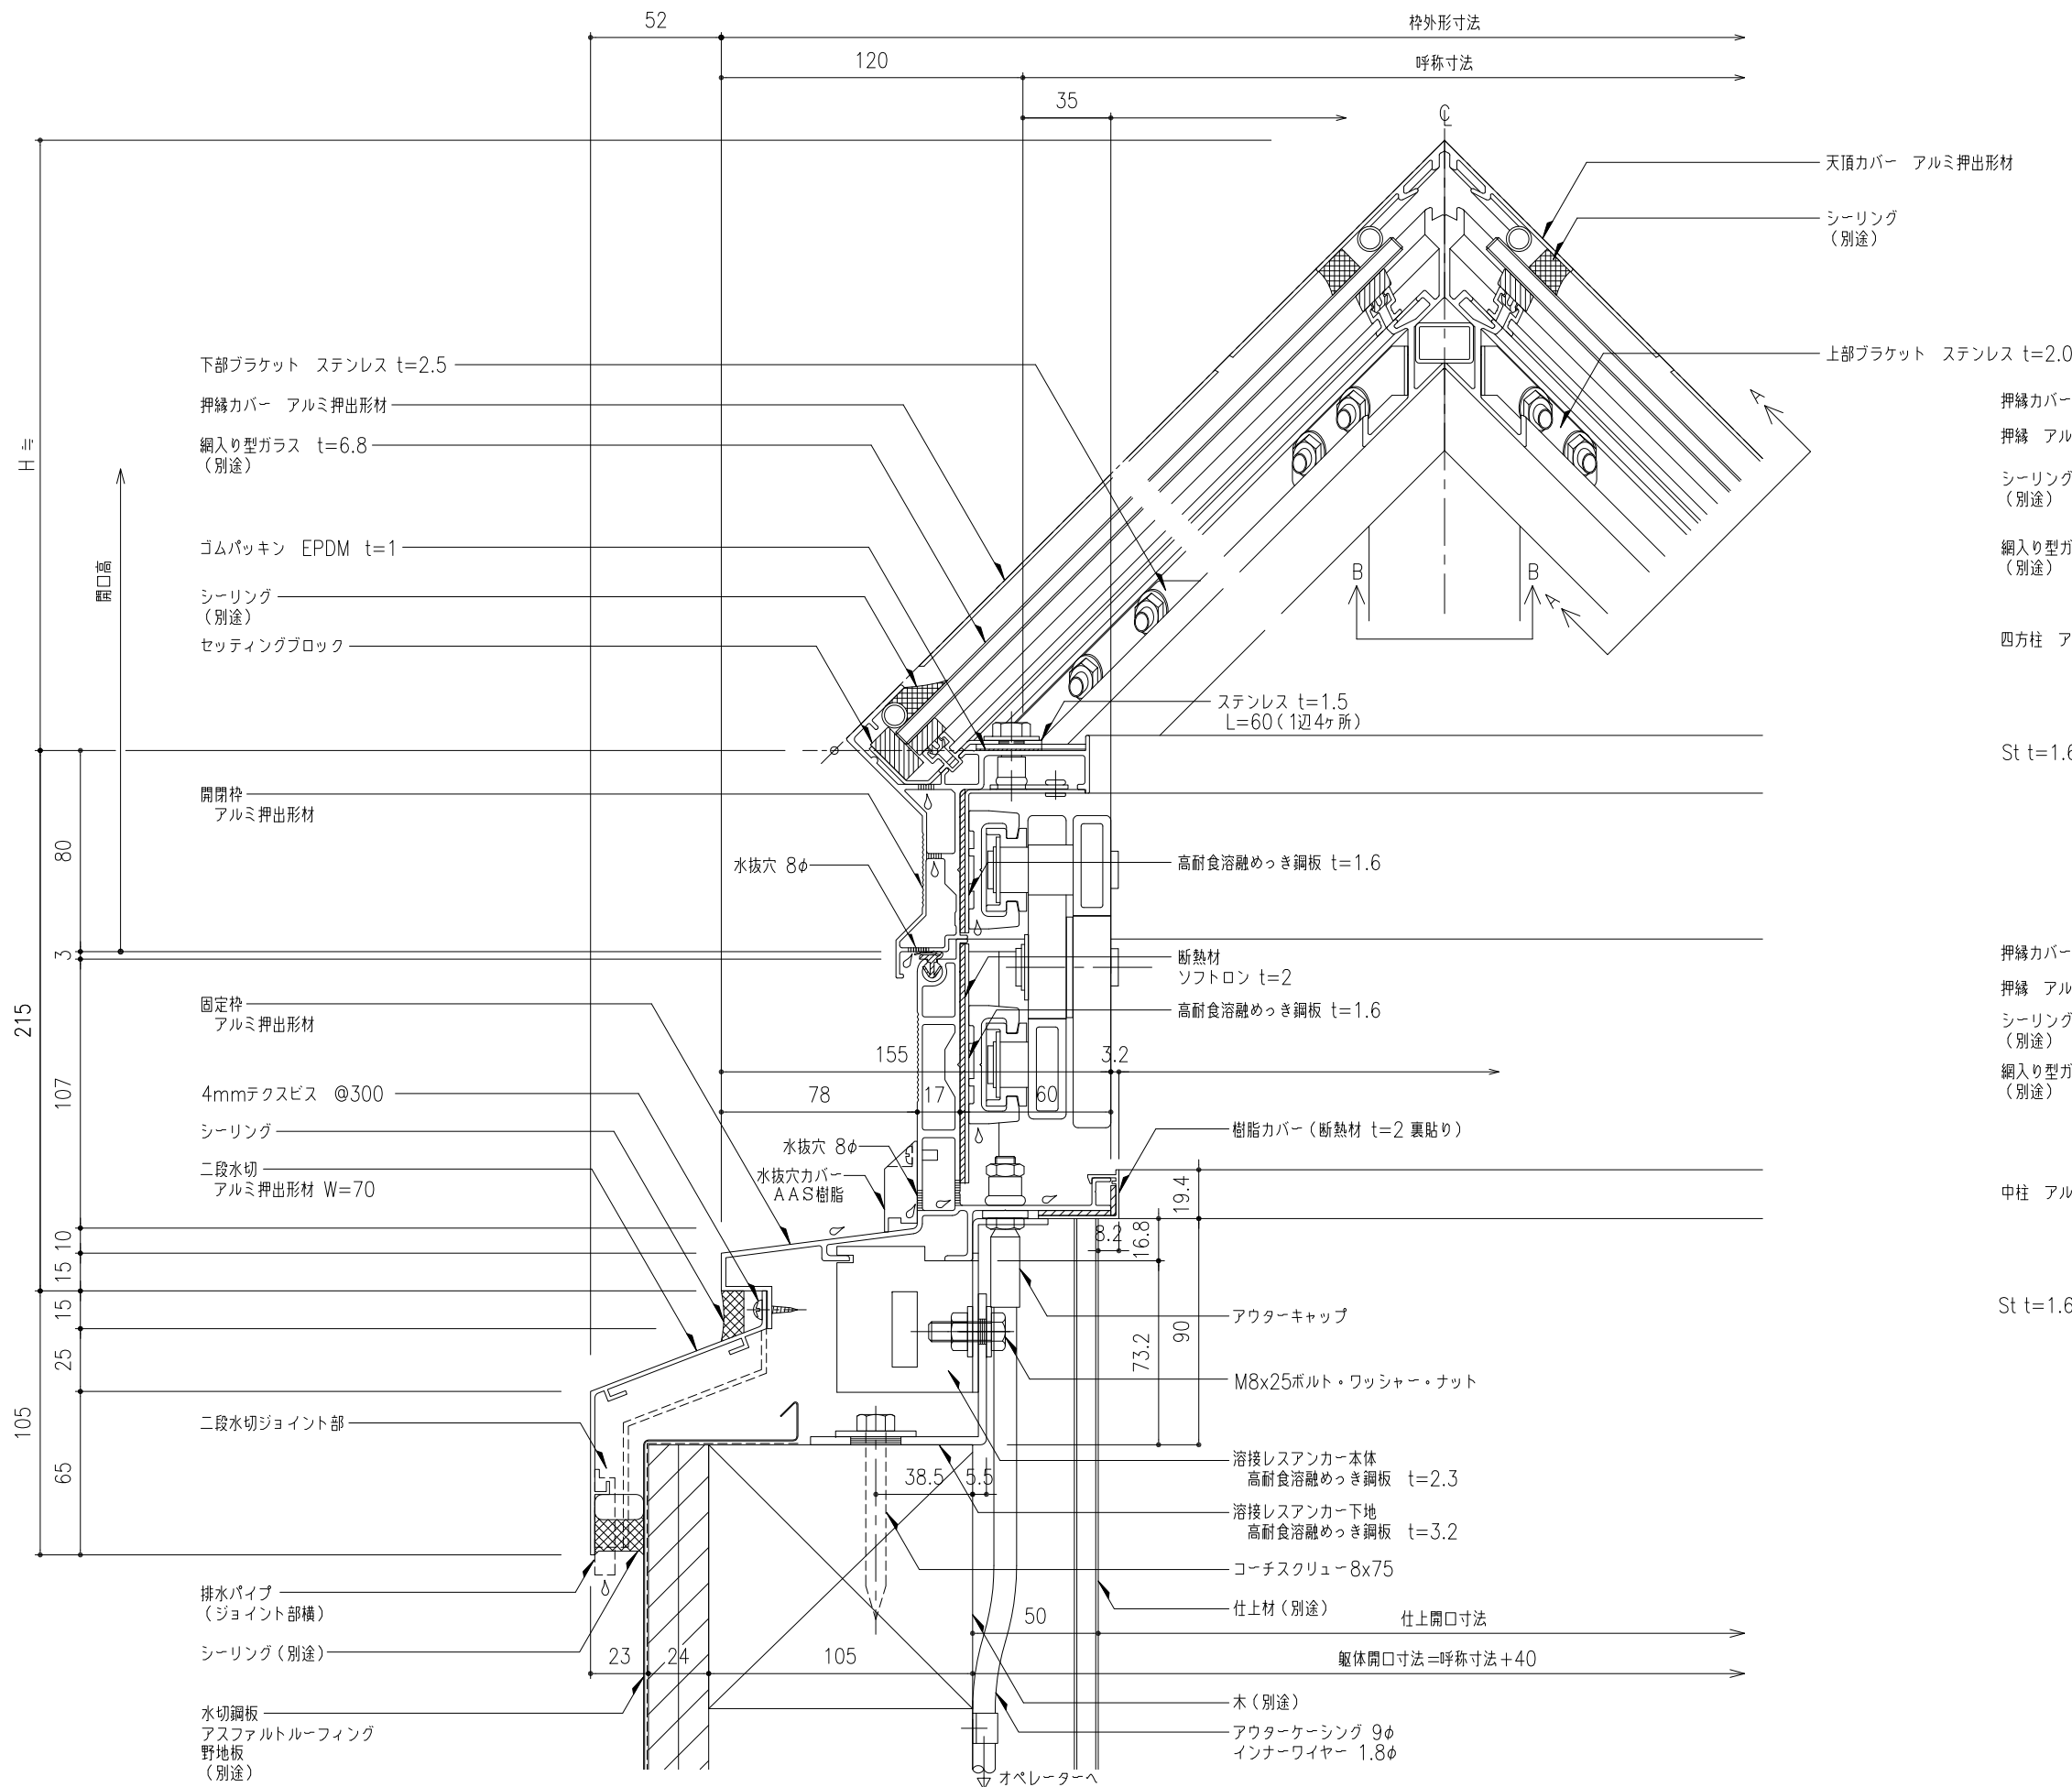 52
枠外形寸法
120
呼称寸法
35
℄
天頂カバー アルミ押出形材
シーリング
(別途)
上部ブラケット ステンレス t=2.0
下部ブラケット ステンレス t=2.5
押縁カバー アルミ押出形材
網入り型ガラス t=6.8
(別途)
ゴムパッキン EPDM t=1
シーリング
(別途)
セッティングブロック
H≒
開口高
A
A
B
B
押縁カバー
押縁 アル
シーリング
(別途)
網入り型ガ
(別途)
四方柱 ア
St t=1.6
ステンレス t=1.5
L=60(1辺4ヶ所)
開閉枠
アルミ押出形材
水抜穴 8φ
高耐食溶融めっき鋼板 t=1.6
断熱材
ソフトロン t=2
高耐食溶融めっき鋼板 t=1.6
80
3
215
107
10
15
15
25
105
65
固定枠
アルミ押出形材
4mmテクスビス @300
シーリング
二段水切
アルミ押出形材 W=70
155
3.2
78
17
60
水抜穴 8φ
水抜穴カバー
AAS樹脂
樹脂カバー(断熱材 t=2 裏貼り)
19.4
8.2
16.8
73.2
90
押縁カバー
押縁 アル
シーリング
(別途)
網入り型ガ
(別途)
中柱 アル
St t=1.6
アウターキャップ
M8x25ボルト・ワッシャー・ナット
二段水切ジョイント部
38.5
5.5
溶接レスアンカー本体
高耐食溶融めっき鋼板 t=2.3
溶接レスアンカー下地
高耐食溶融めっき鋼板 t=3.2
コーチスクリュー8x75
仕上材(別途)
排水パイプ
(ジョイント部横)
シーリング(別途)
50
仕上開口寸法
23
24
105
躯体開口寸法=呼称寸法+40
水切鋼板
アスファルトルーフィング
野地板
(別途)
木(別途)
アウターケーシング 9φ
インナーワイヤー 1.8φ
オペレーターへ